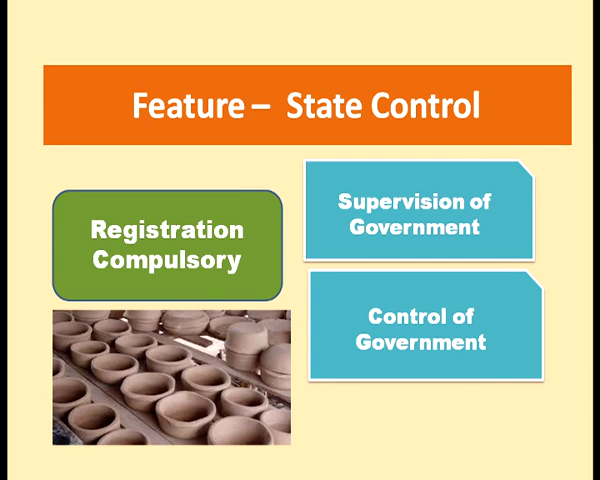 Feature – State Control
Registration
Compulsory
Supervision of
Government
Control of
Government